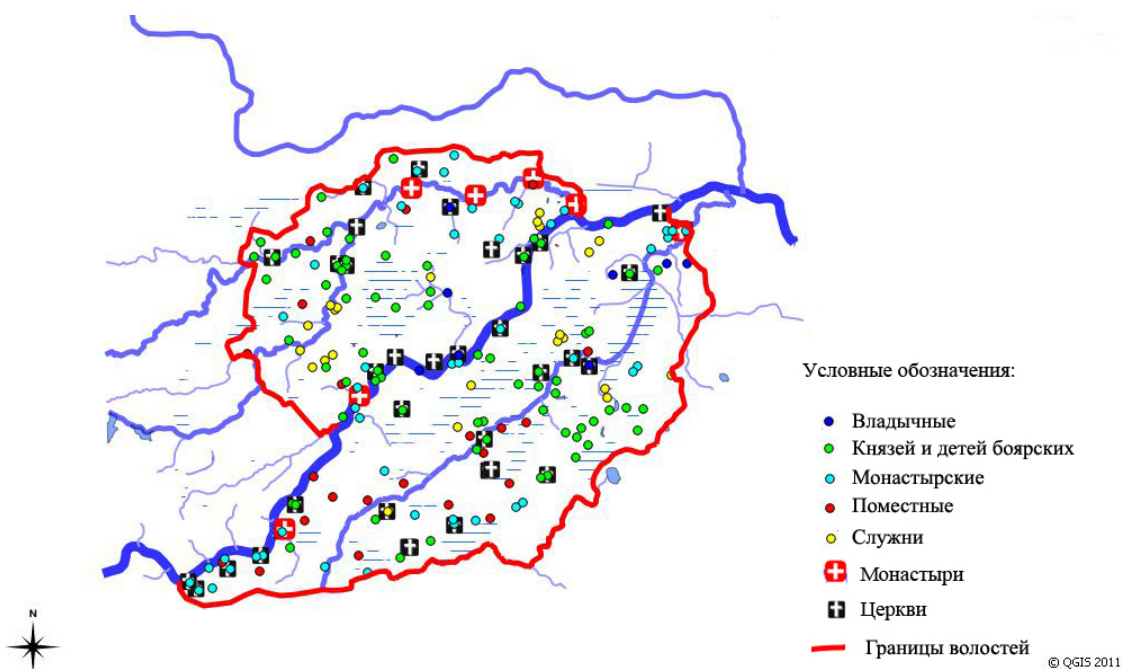 Условные обозначения:
Владычные
Князей и детей боярских
Монастырские
Поместные
Служни
Монастыри
Церкви
Границы волостей
N
© QGIS 2011